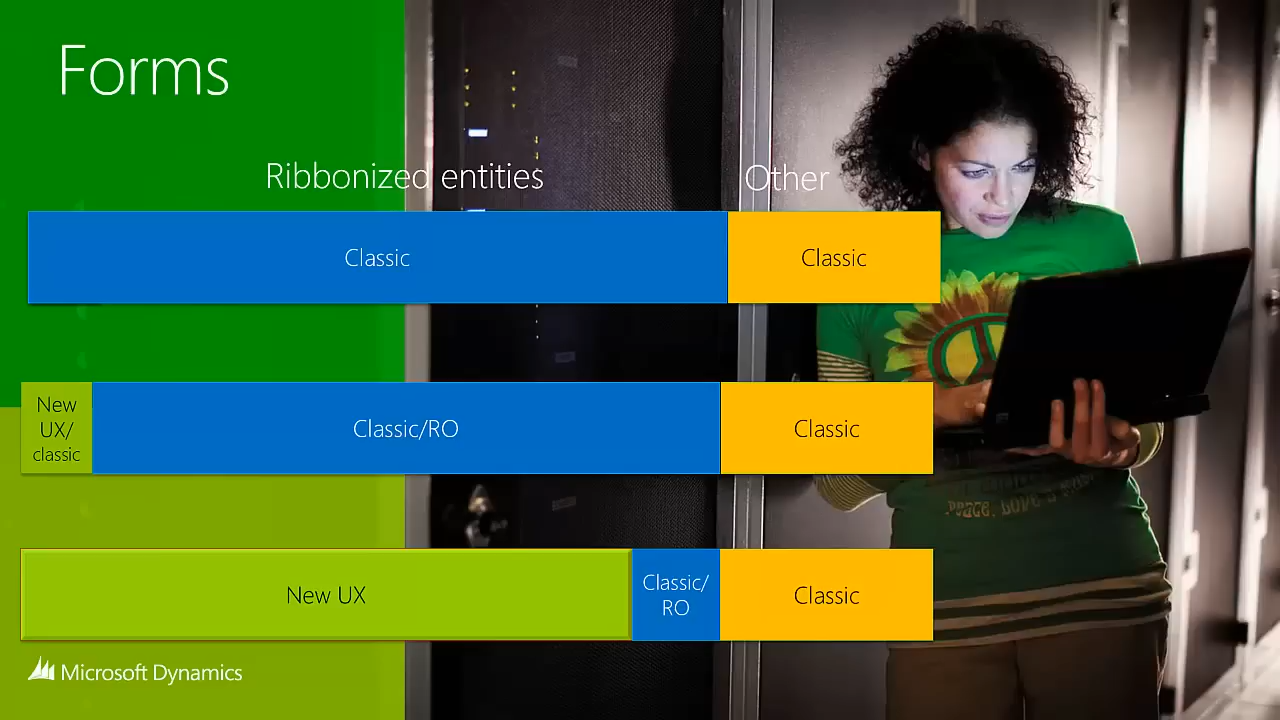 Forms
Ribbonized entities
Other
Classic
Classic
New
UX/
classic
Classic/RO
Classic
New UX
Classic/
RO
Classic
Microsoft Dynamics